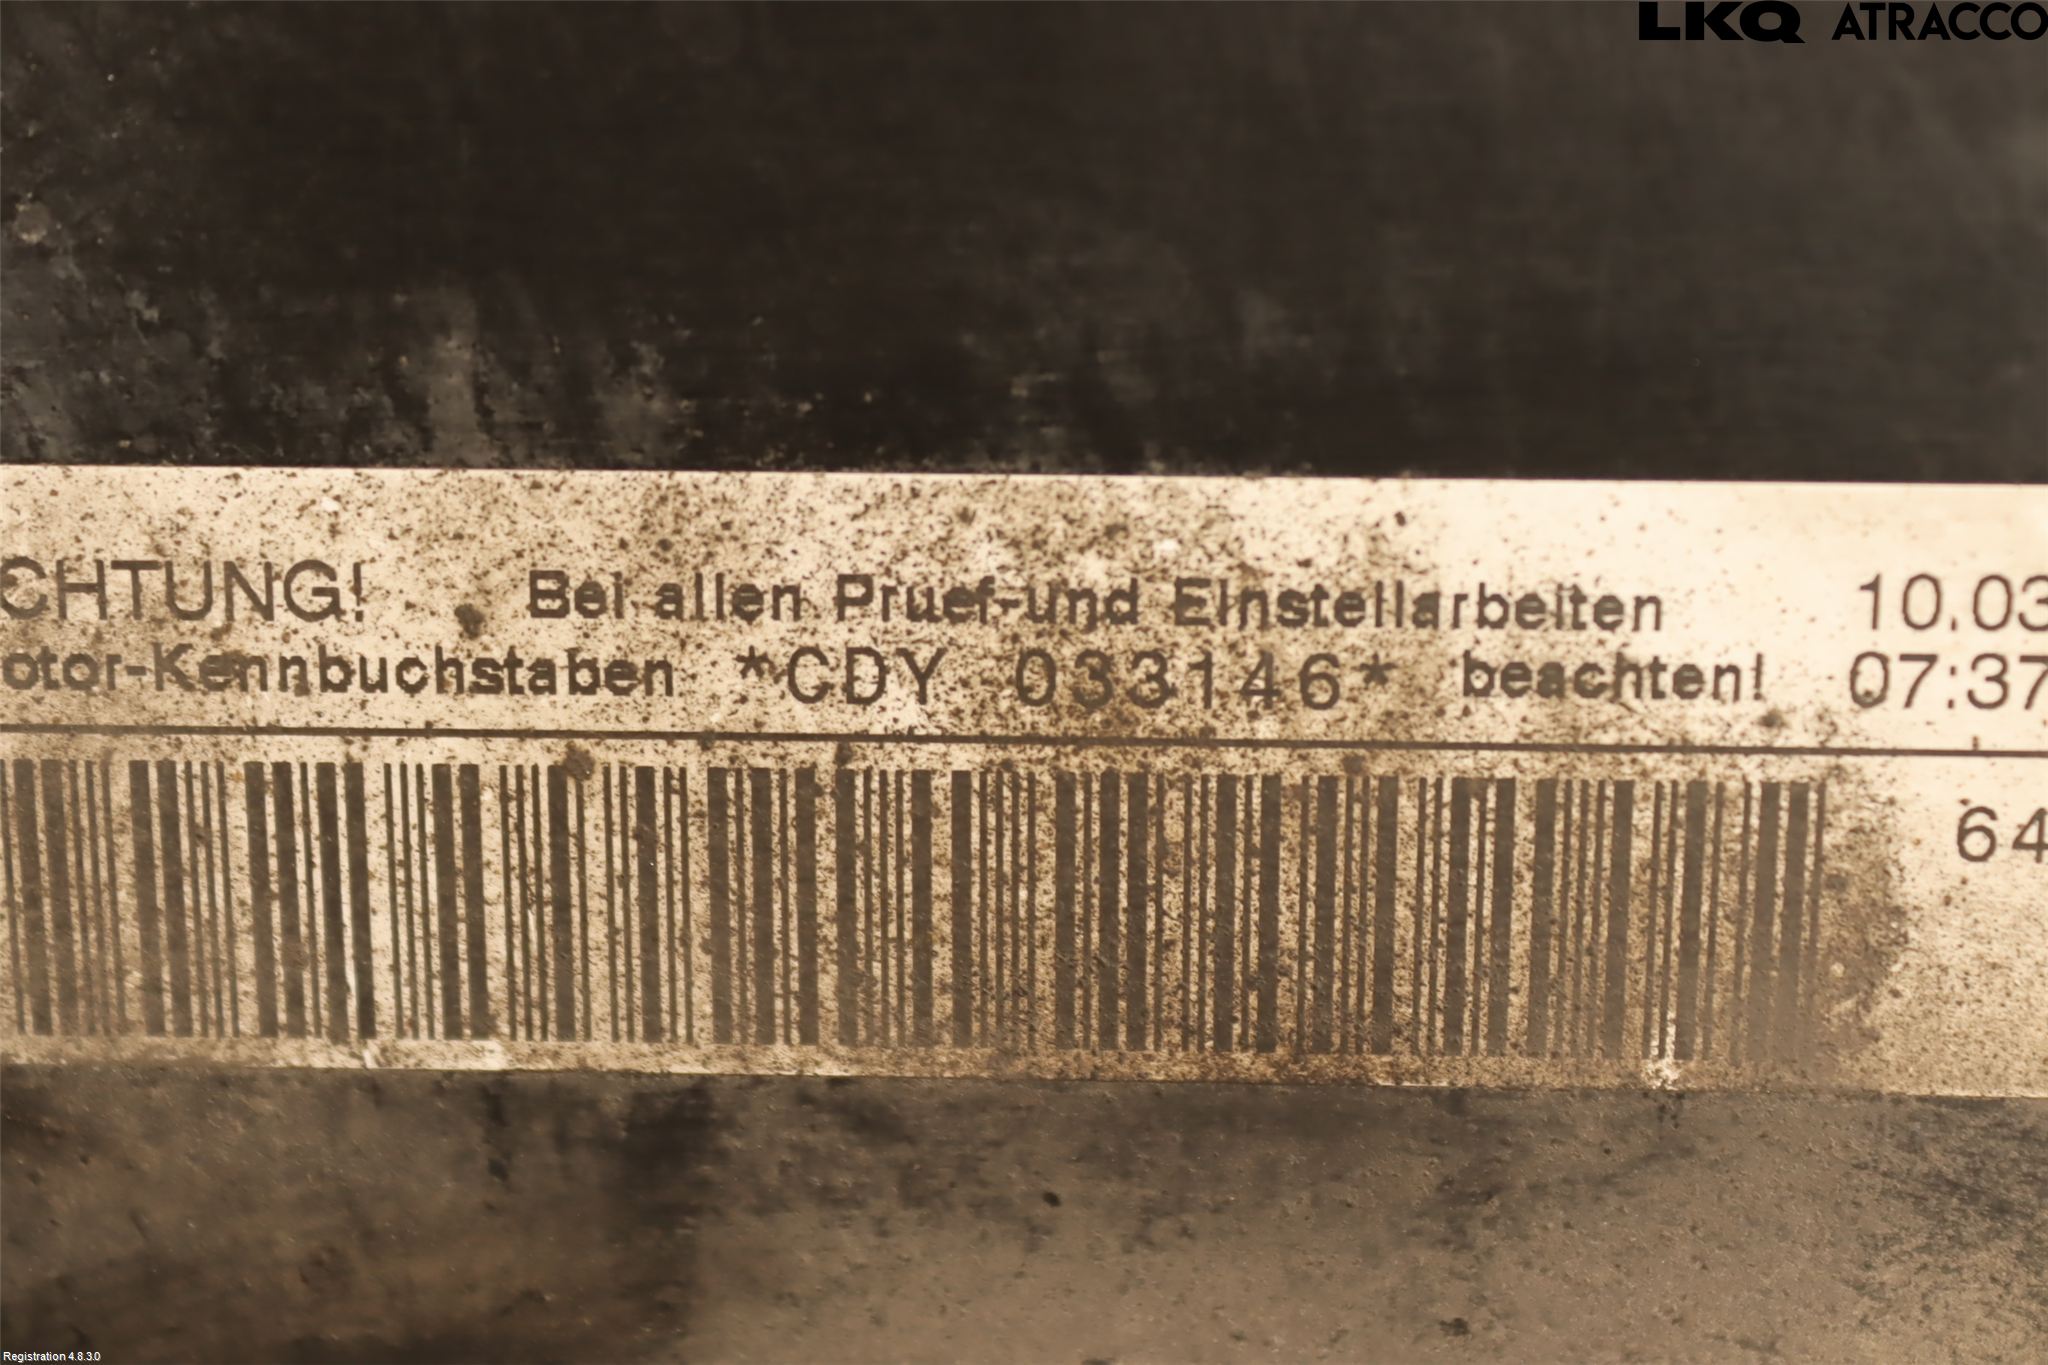 LKQ ATRACCO
CHTUNG! Bei allen Pruef-und Einstellarbeiten 10.03
otor-Kennbuchstaben *CDY 033146* beachten! 07:37
64
Registration 4.8.3.0